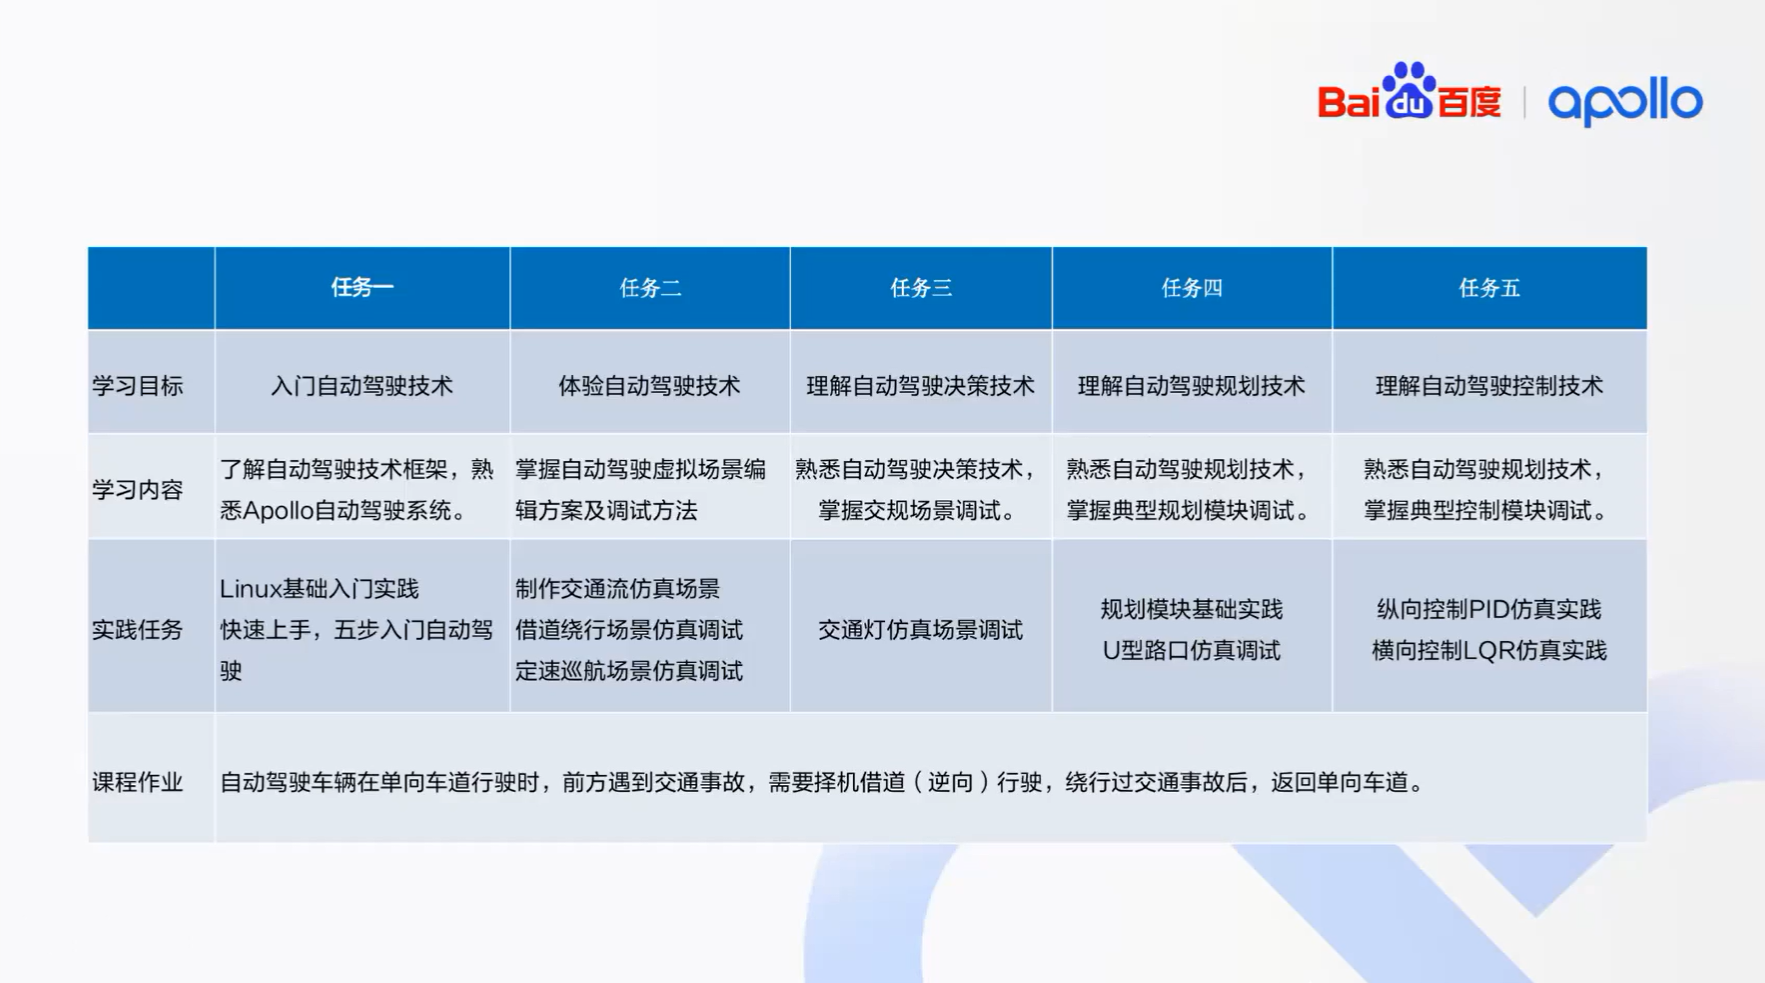 Bai du 百度 | apollo
任务一 任务二 任务三 任务四 任务五
学习目标 入门自动驾驶技术 体验自动驾驶技术 理解自动驾驶决策技术 理解自动驾驶规划技术 理解自动驾驶控制技术
学习内容
了解自动驾驶技术框架，熟
悉Apollo自动驾驶系统。
掌握自动驾驶虚拟场景编
辑方案及调试方法
熟悉自动驾驶决策技术，
掌握交规场景调试。
熟悉自动驾驶规划技术，
掌握典型规划模块调试。
熟悉自动驾驶规划技术，
掌握典型控制模块调试。
实践任务
Linux基础入门实践
快速上手，五步入门自动驾
驶
制作交通流仿真场景
借道绕行场景仿真调试
定速巡航场景仿真调试
交通灯仿真场景调试
规划模块基础实践
U型路口仿真调试
纵向控制PID仿真实践
横向控制LQR仿真实践
课程作业 自动驾驶车辆在单向车道行驶时，前方遇到交通事故，需要择机借道（逆向）行驶，绕行过交通事故后，返回单向车道。